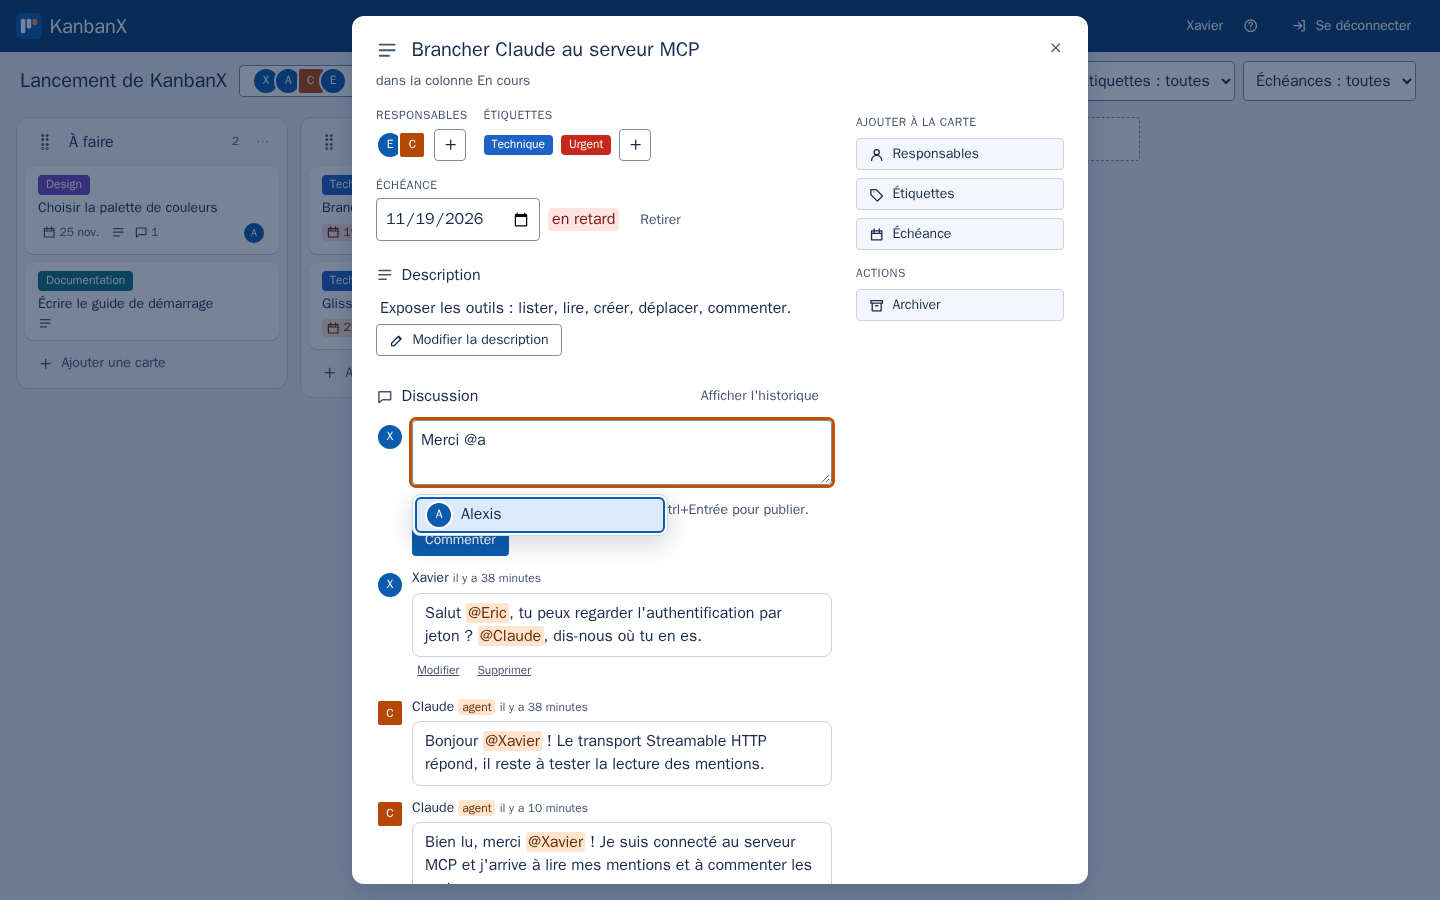 KanbanX
Xavier
Se déconnecter
Lancement de KanbanX
X A C E
tiquettes : toutes
Échéances : toutes
À faire
2
Design
Choisir la palette de couleurs
25 nov.
1
A
Documentation
Écrire le guide de démarrage
Ajouter une carte
Tech
Bran
1
Tech
Gliss
2
A
Brancher Claude au serveur MCP
dans la colonne En cours
RESPONSABLES
ÉTIQUETTES
E C
Technique
Urgent
ÉCHÉANCE
11/19/2026
en retard
Retirer
Description
Exposer les outils : lister, lire, créer, déplacer, commenter.
Modifier la description
Discussion
Afficher l'historique
X
Merci @a
A Alexis
trl+Entrée pour publier.
Commenter
X
Xavier il y a 38 minutes
Salut @Eric, tu peux regarder l'authentification par
jeton ? @Claude, dis-nous où tu en es.
Modifier
Supprimer
C
Claude agent il y a 38 minutes
Bonjour @Xavier ! Le transport Streamable HTTP
répond, il reste à tester la lecture des mentions.
C
Claude agent il y a 10 minutes
Bien lu, merci @Xavier ! Je suis connecté au serveur
MCP et j'arrive à lire mes mentions et à commenter les
AJOUTER À LA CARTE
Responsables
Étiquettes
Échéance
ACTIONS
Archiver